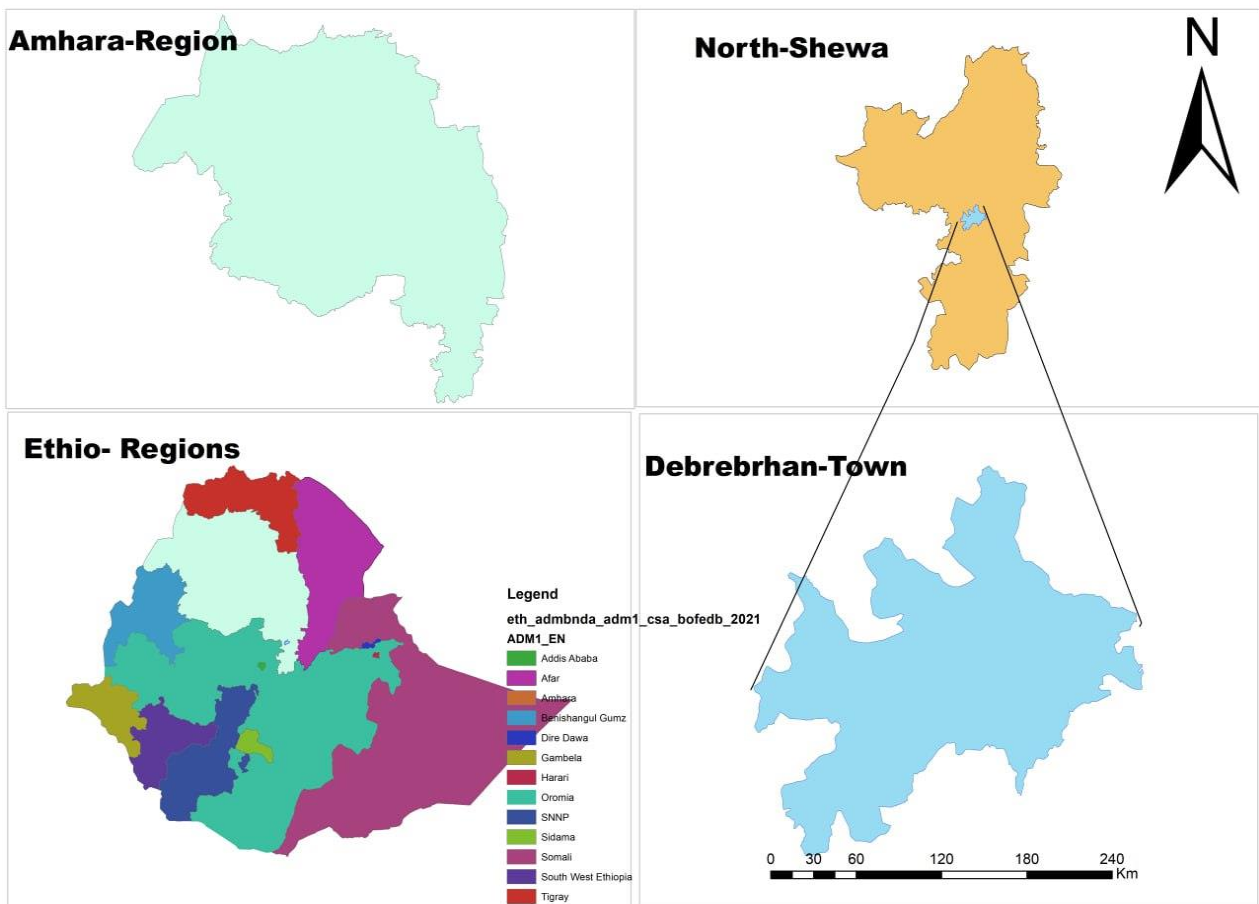 Amhara-Region
North-Shewa
N
Ethio- Regions
Debrebrhan-Town
Legend
eth_admbnda_adm1_csa_bofedb_2021
ADM1_EN
Addis Ababa
Afar
Amhara
Benishangul Gumz
Dire Dawa
Gambela
Harari
Oromia
SNNP
Sidama
Somali
South West Ethiopia
Tigray
0 30 60 120 180 240
Km